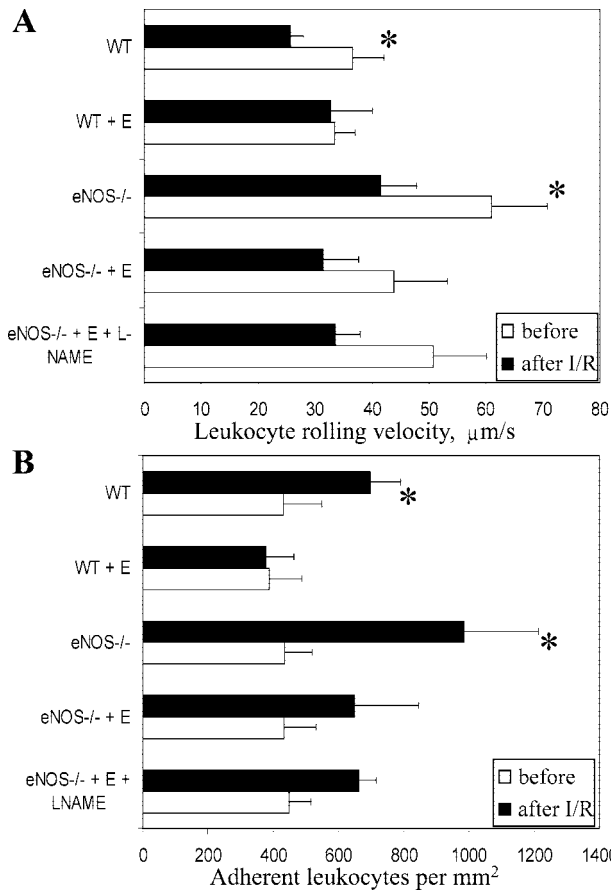 A
WT
*
WT + E
eNOS-/-
*
eNOS-/- + E
eNOS-/- + E + L-
NAME
before
after I/R
0 10 20 30 40 50 60 70 80
Leukocyte rolling velocity, μm/s
B
WT
*
WT + E
eNOS-/-
*
eNOS-/- + E
eNOS-/- + E +
LNAME
before
after I/R
0 200 400 600 800 1000 1200 140
Adherent leukocytes per mm²